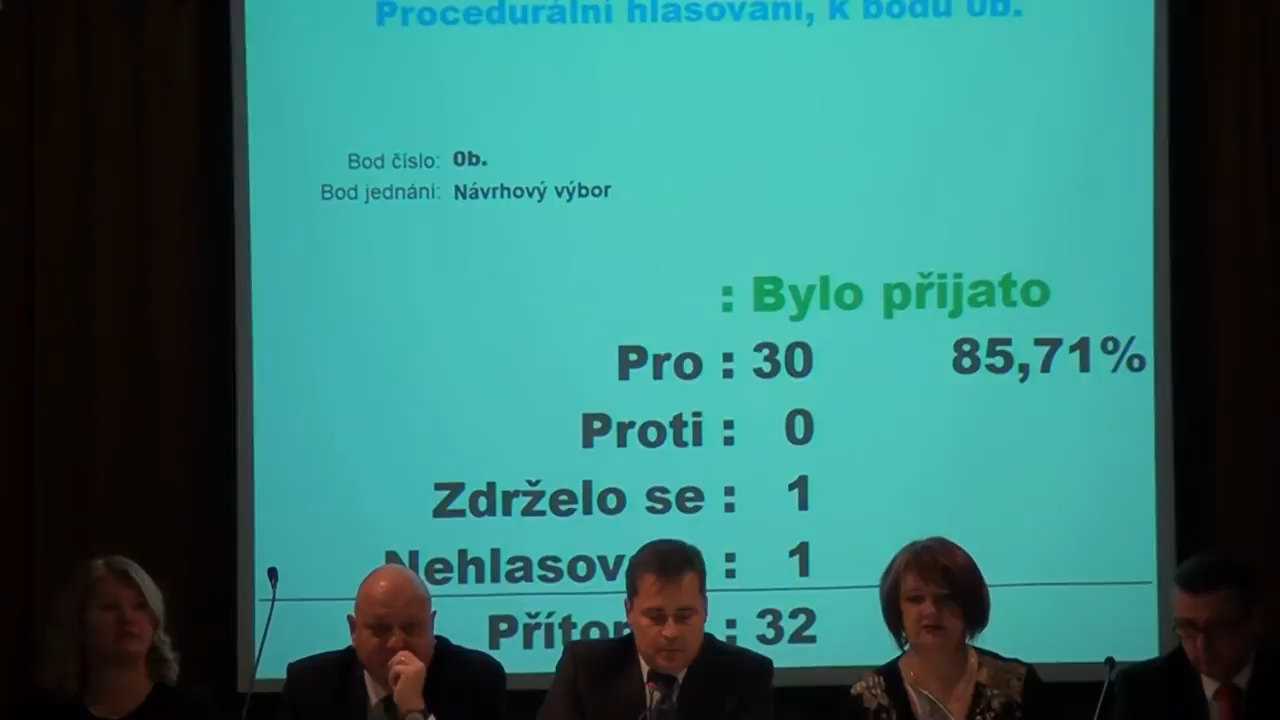 Procedurální hlasování, k bodu 0b.
Bod číslo: 0b.
Bod jednání: Návrhový výbor
: Bylo přijato
Pro : 30 85,71%
Proti : 0
Zdrželo se : 1
: 1
: 32